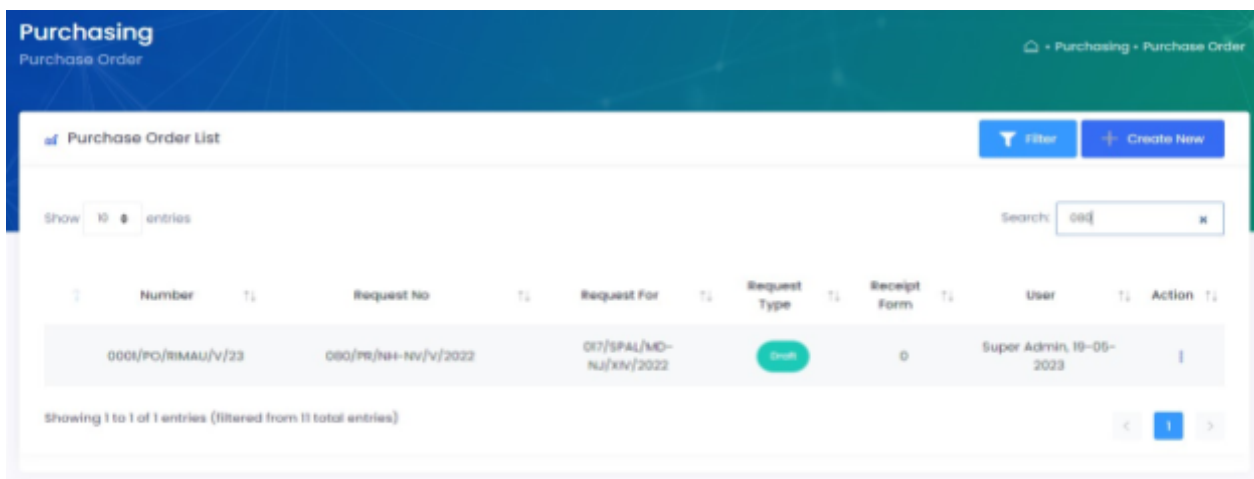 Purchasing
Purchase Order
• Purchasing • Purchase Order
Purchase Order List
Filter
Create New
Show 10 entries
Search: 080
Number
Request No
Request For
Request Type
Receipt Form
User
Action
0001/PO/RIMAU/V/23
080/PR/NH-NV/V/2022
017/SPAL/MD-
NJ/XIV/2022
Draft
0
Super Admin, 19-05-
2023
Showing 1 to 1 of 1 entries (filtered from 11 total entries)
1